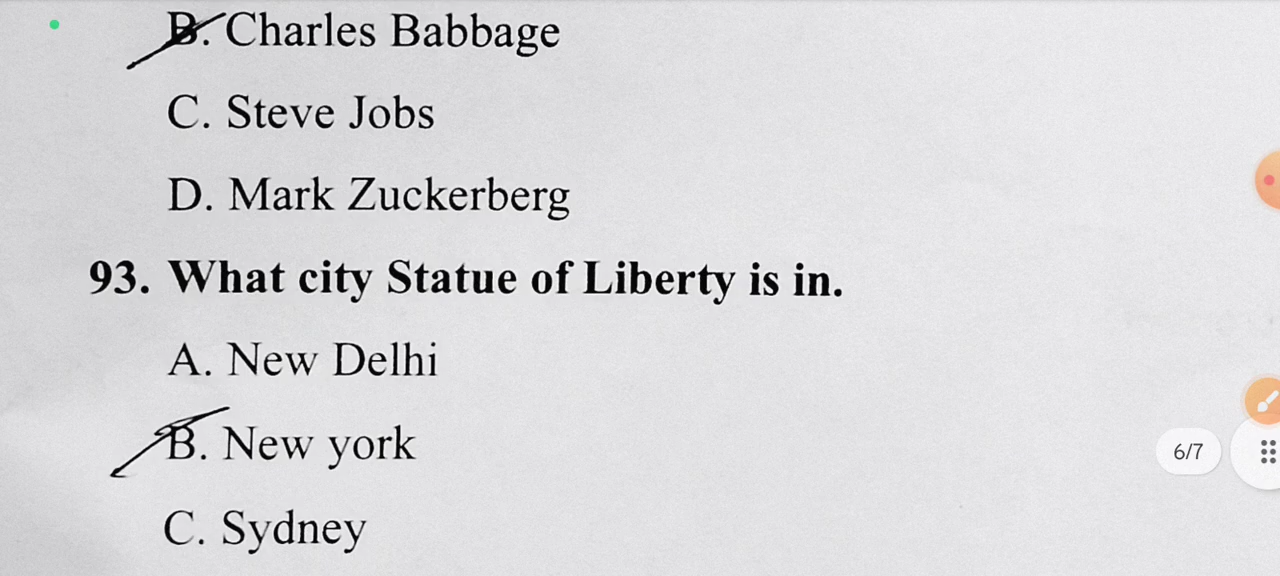 B. Charles Babbage
C. Steve Jobs
D. Mark Zuckerberg
93. What city Statue of Liberty is in.
A. New Delhi
B. New york
C. Sydney
6/7